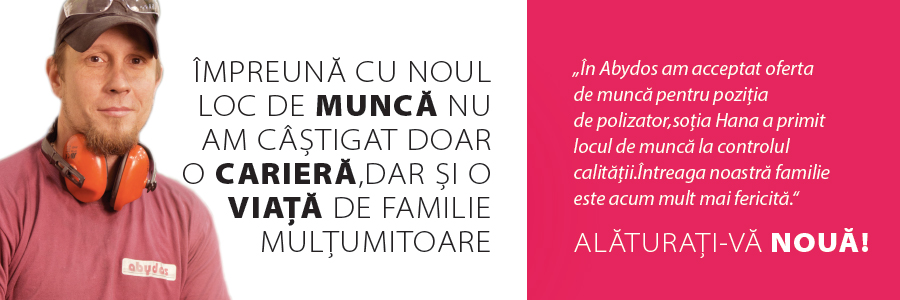 abydos
ÎMPREUNĂ CU NOUL
LOC DE MUNCĂ NU
AM CÂȘTIGAT DOAR
O CARIERĂ,DAR ȘI O
VIAȚĂ DE FAMILIE
MULȚUMITOARE
„În Abydos am acceptat oferta
de muncă pentru poziția
de polizator,soția Hana a primit
locul de muncă la controlul
calității.Întreaga noastră familie
este acum mult mai fericită.“
ALĂTURAȚI-VĂ NOUĂ!